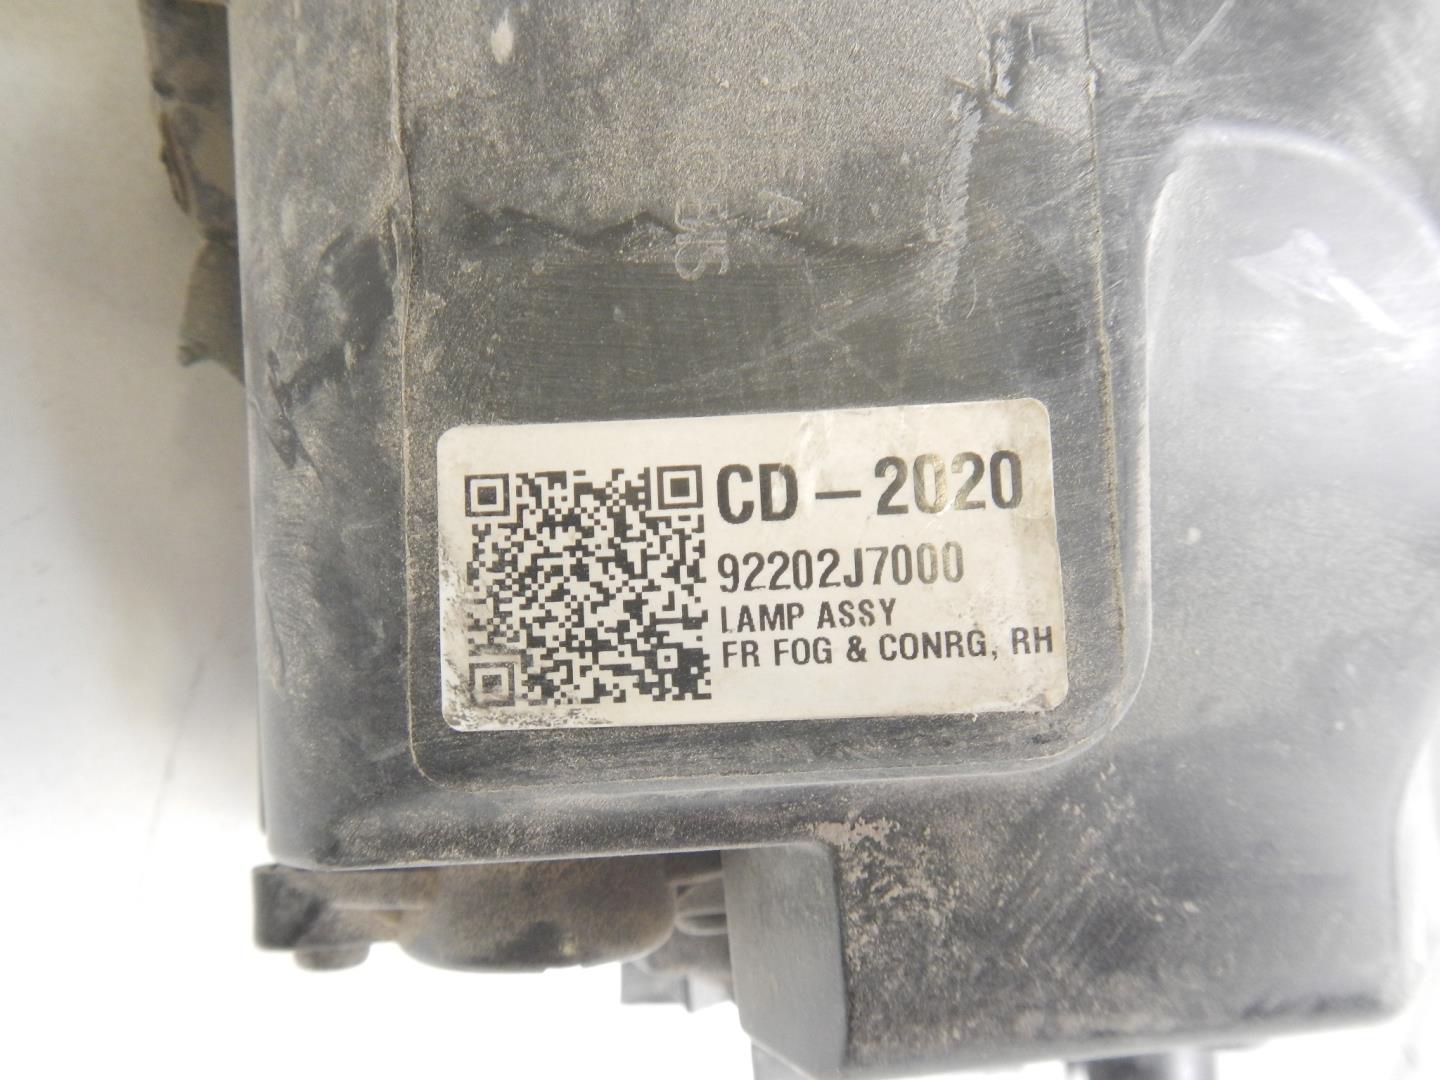 CD-2020
92202J7000
LAMP ASSY
FR FOG & CONRG, RH